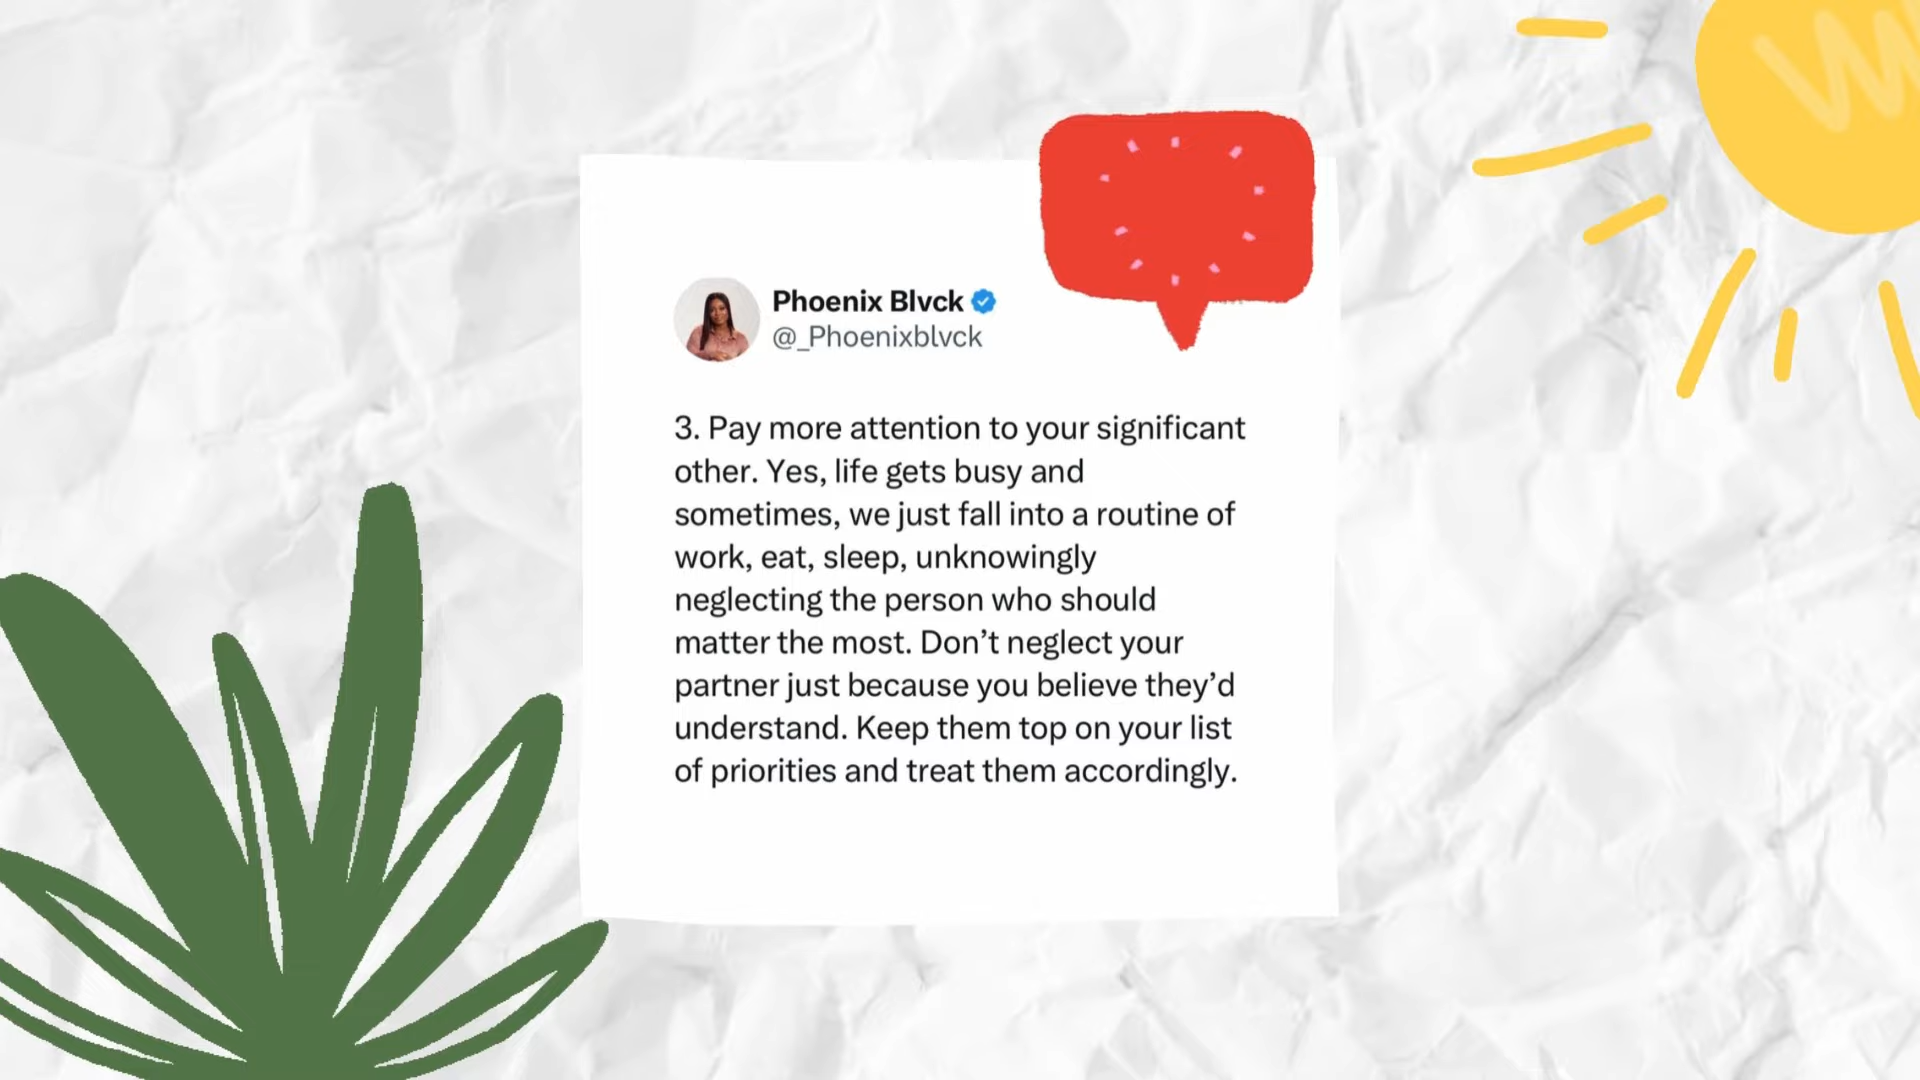 Phoenix Blvck
@_Phoenixblvck
3. Pay more attention to your significant
other. Yes, life gets busy and
sometimes, we just fall into a routine of
work, eat, sleep, unknowingly
neglecting the person who should
matter the most. Don’t neglect your
partner just because you believe they’d
understand. Keep them top on your list
of priorities and treat them accordingly.